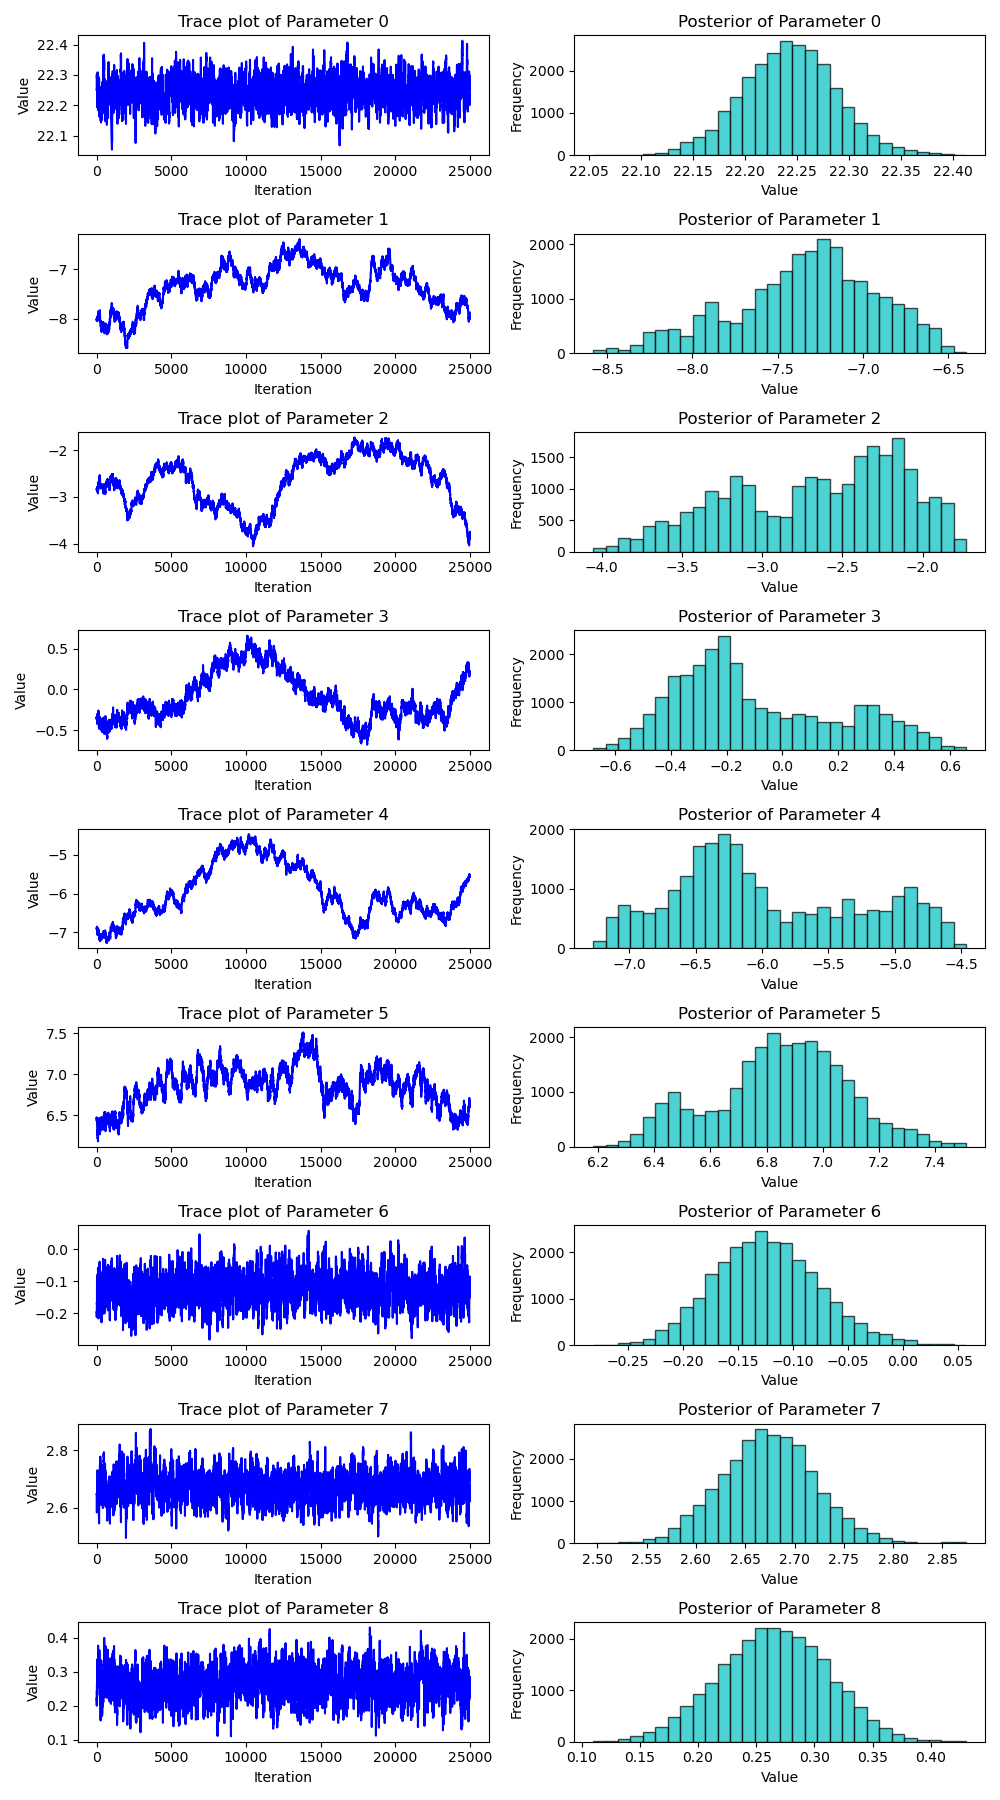 Trace plot of Parameter 0
Posterior of Parameter 0
Value
22.4
22.3
22.2
22.1
0 5000 10000 15000 20000 25000
Iteration
Frequency
2000
1000
0
22.05 22.10 22.15 22.20 22.25 22.30 22.35 22.40
Value
Trace plot of Parameter 1
Posterior of Parameter 1
Value
−7
−8
0 5000 10000 15000 20000 25000
Iteration
Frequency
2000
1000
0
−8.5 −8.0 −7.5 −7.0 −6.5
Value
Trace plot of Parameter 2
Posterior of Parameter 2
Value
−2
−3
−4
0 5000 10000 15000 20000 25000
Iteration
Frequency
1500
1000
500
0
−4.0 −3.5 −3.0 −2.5 −2.0
Value
Trace plot of Parameter 3
Posterior of Parameter 3
Value
0.5
0.0
−0.5
0 5000 10000 15000 20000 25000
Iteration
Frequency
2000
1000
0
−0.6 −0.4 −0.2 0.0 0.2 0.4 0.6
Value
Trace plot of Parameter 4
Posterior of Parameter 4
Value
−5
−6
−7
0 5000 10000 15000 20000 25000
Iteration
Frequency
2000
1000
0
−7.0 −6.5 −6.0 −5.5 −5.0 −4.5
Value
Trace plot of Parameter 5
Posterior of Parameter 5
Value
7.5
7.0
6.5
0 5000 10000 15000 20000 25000
Iteration
Frequency
2000
1000
0
6.2 6.4 6.6 6.8 7.0 7.2 7.4
Value
Trace plot of Parameter 6
Posterior of Parameter 6
Value
0.0
−0.1
−0.2
0 5000 10000 15000 20000 25000
Iteration
Frequency
2000
1000
0
−0.25 −0.20 −0.15 −0.10 −0.05 0.00 0.05
Value
Trace plot of Parameter 7
Posterior of Parameter 7
Value
2.8
2.6
0 5000 10000 15000 20000 25000
Iteration
Frequency
2000
1000
0
2.50 2.55 2.60 2.65 2.70 2.75 2.80 2.85
Value
Trace plot of Parameter 8
Posterior of Parameter 8
Value
0.4
0.3
0.2
0.1
0 5000 10000 15000 20000 25000
Iteration
Frequency
2000
1000
0
0.10 0.15 0.20 0.25 0.30 0.35 0.40
Value